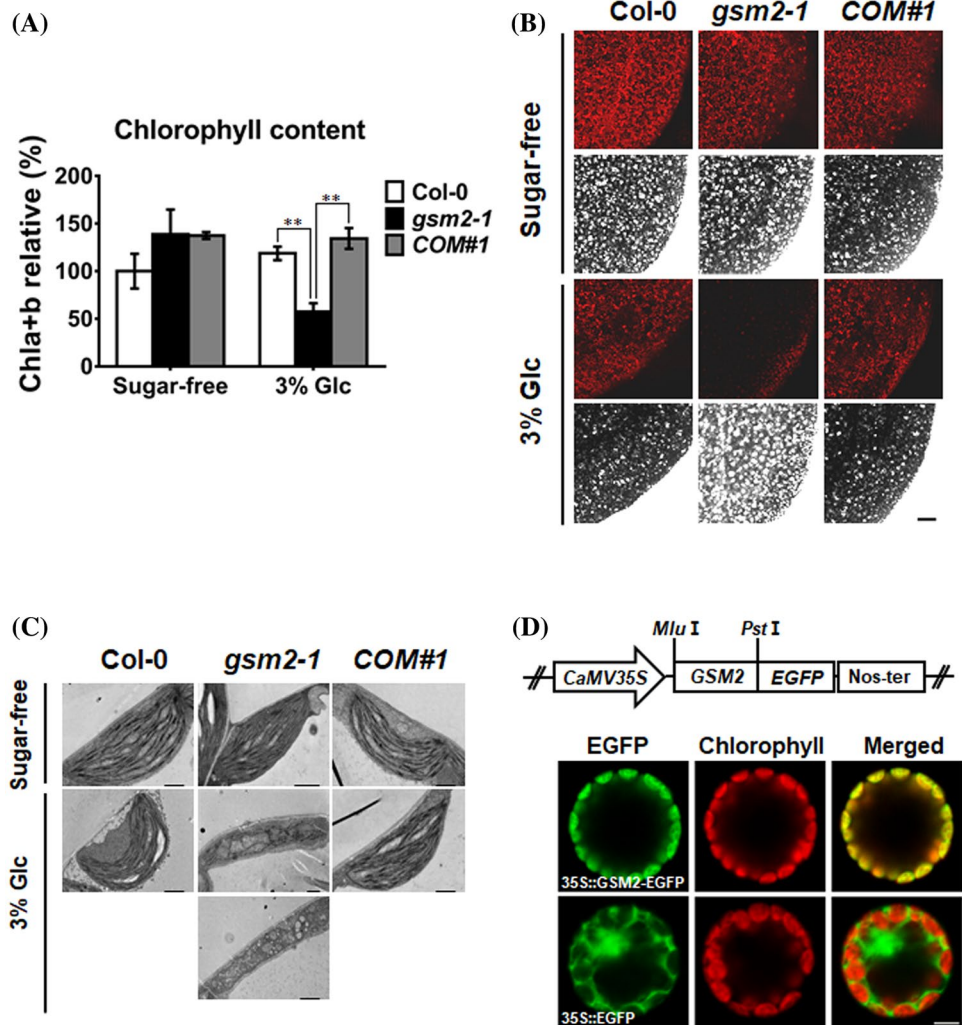 (A)
Chlorophyll content
Chla+b relative (%)
200
150
100
50
0
** **
Col-0
gsm2-1
COM#1
Sugar-free 3% Glc
(B)
Col-0 gsm2-1 COM#1
Sugar-free
3% Glc
(C)
Col-0 gsm2-1 COM#1
Sugar-free
3% Glc
(D)
Mlu I Pst I
CaMV35S GSM2 EGFP Nos-ter
EGFP Chlorophyll Merged
35S::GSM2-EGFP
35S::EGFP